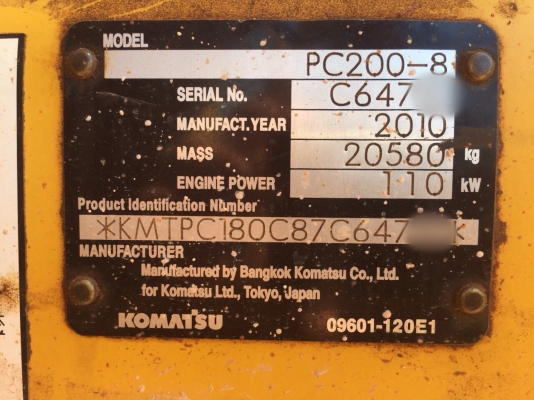 MODEL
PC200-8
SERIAL No. C647
MANUFACT.YEAR 2010
MASS 20580 kg
ENGINE POWER 110 kW
Product Identification Number
*KMTPC180C87C647
MANUFACTURER
Manufactured by Bangkok Komatsu Co., Ltd.
for Komatsu Ltd., Tokyo, Japan
KOMATSU 09601-120E1